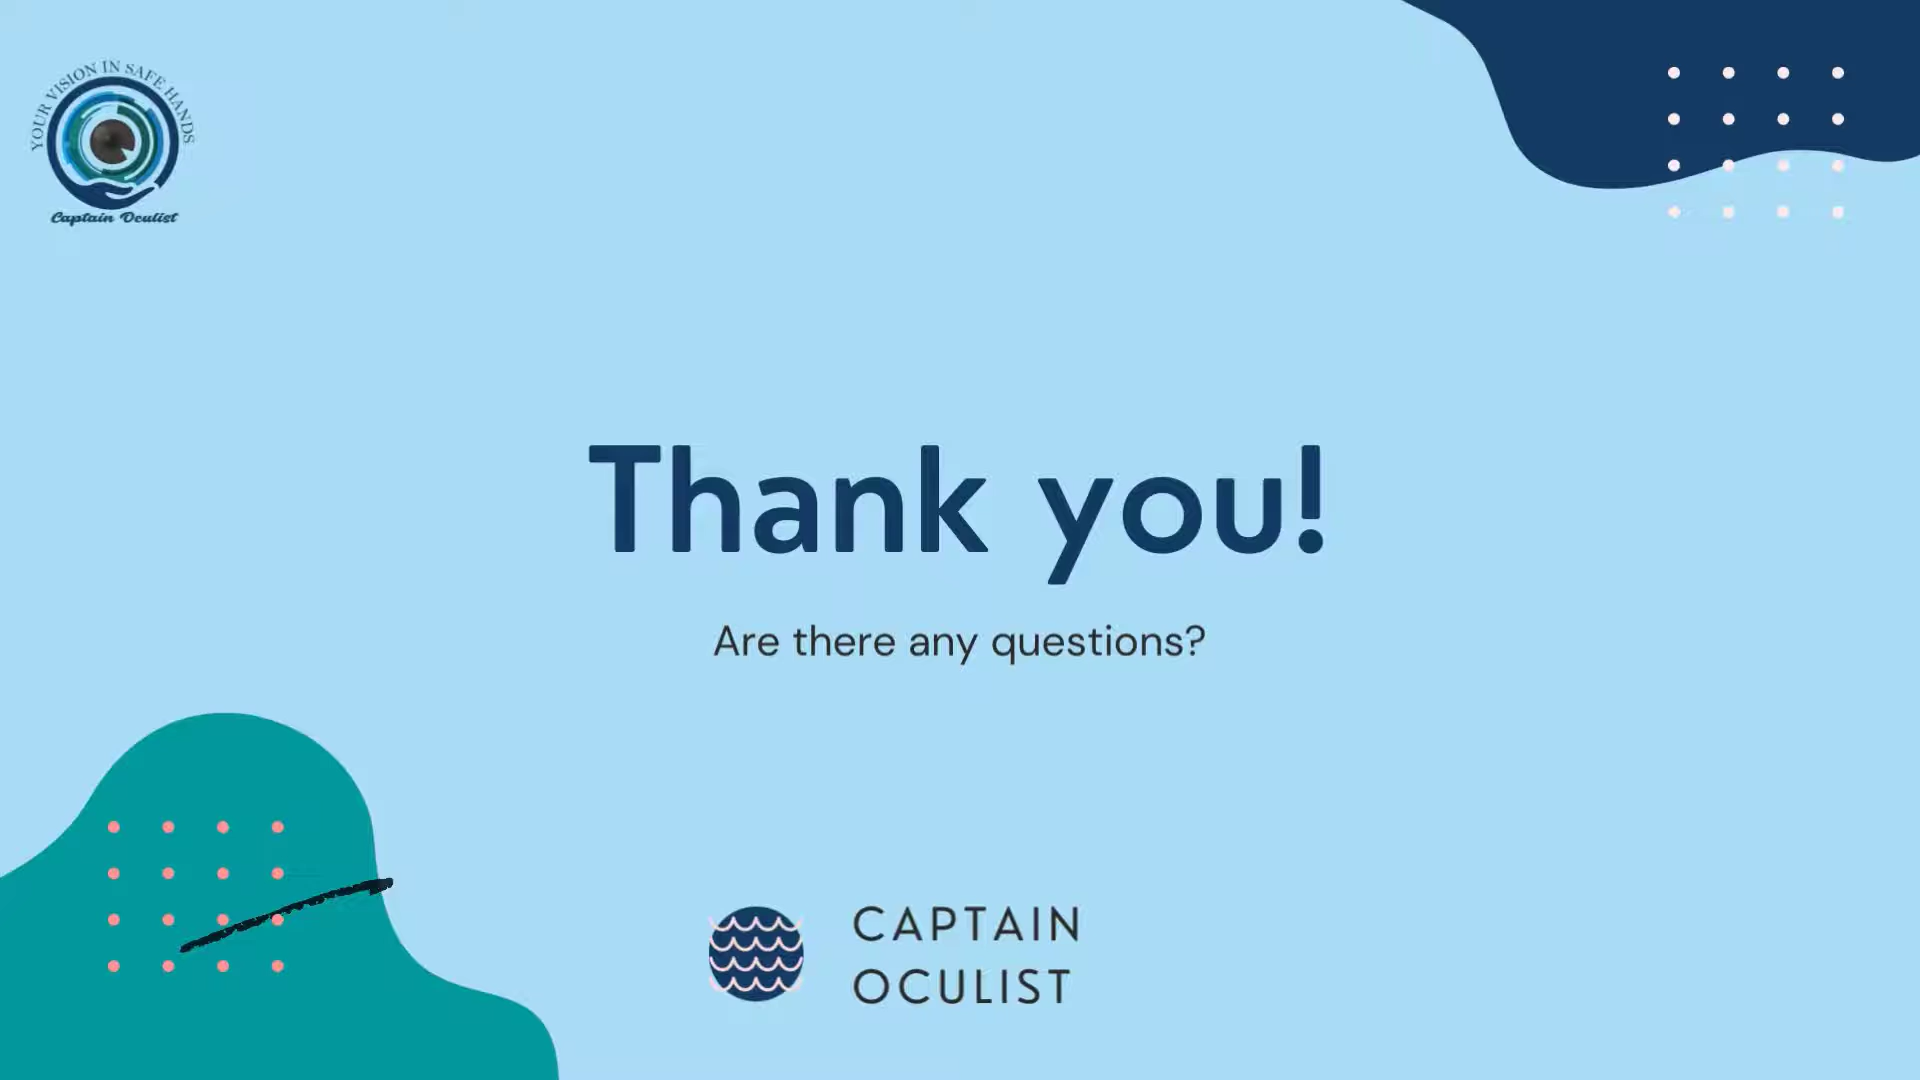 YOUR VISION IN SAFE HANDS
Captain Oculist
Thank you!
Are there any questions?
CAPTAIN
OCULIST